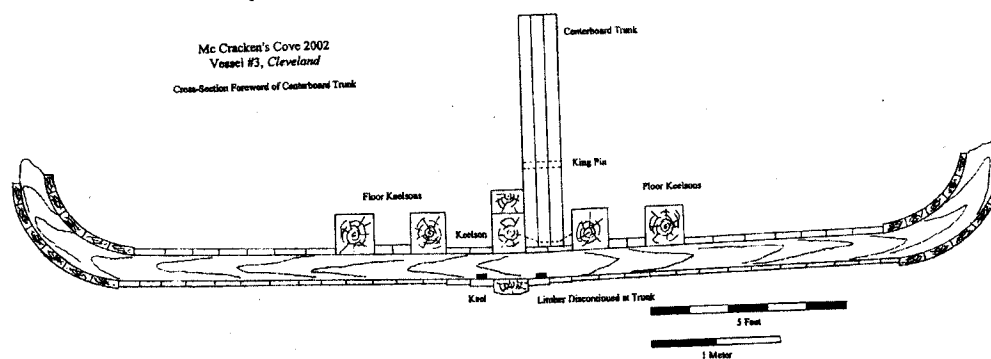 Mc Cracken's Cove 2002
Vessel #3, Cleveland
Cross-Section Foreword of Centerboard Trunk
Centerboard Trunk
King Pin
Floor Keelsons
Floor Keelsons
Keelson
Keel
Limber Discontinued at Trunk
5 Feet
1 Meter